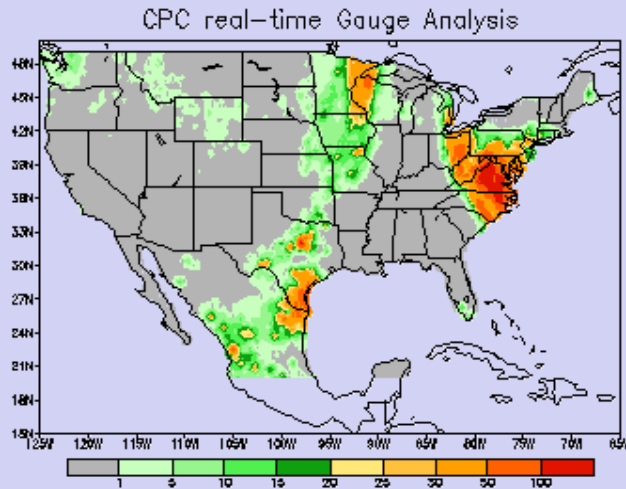 CPC real-time Gauge Analysis
48N
45N
42N
39N
36N
33N
30N
27N
24N
21N
18N
15N
125W 120W 115W 110W 105W 100W 95W 90W 85W 80W 75W 70W 65W
1 5 10 15 20 25 30 50 100